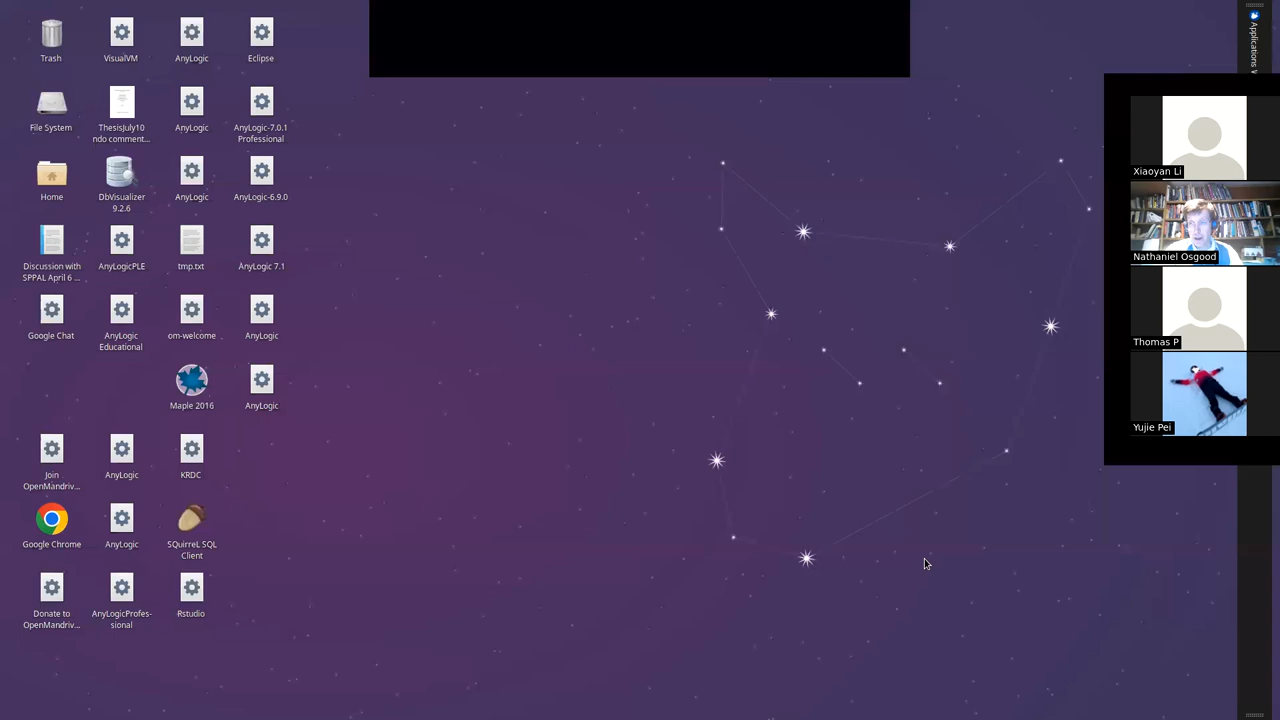 Trash
VisualVM
AnyLogic
Eclipse
File System
ThesisJuly10
ndo comment...
AnyLogic
AnyLogic-7.0.1
Professional
Home
DbVisualizer
9.2.6
AnyLogic
AnyLogic-6.9.0
Discussion with
SPPAL April 6 ...
AnyLogicPLE
tmp.txt
AnyLogic 7.1
Google Chat
AnyLogic
Educational
om-welcome
AnyLogic
Maple 2016
AnyLogic
Join
OpenMandriv...
AnyLogic
KRDC
Google Chrome
AnyLogic
SQuirreL SQL
Client
Donate to
OpenMandriv...
AnyLogicProfes-
sional
Rstudio
Applications
Xiaoyan Li
Nathaniel Osgood
Thomas P
Yujie Pei